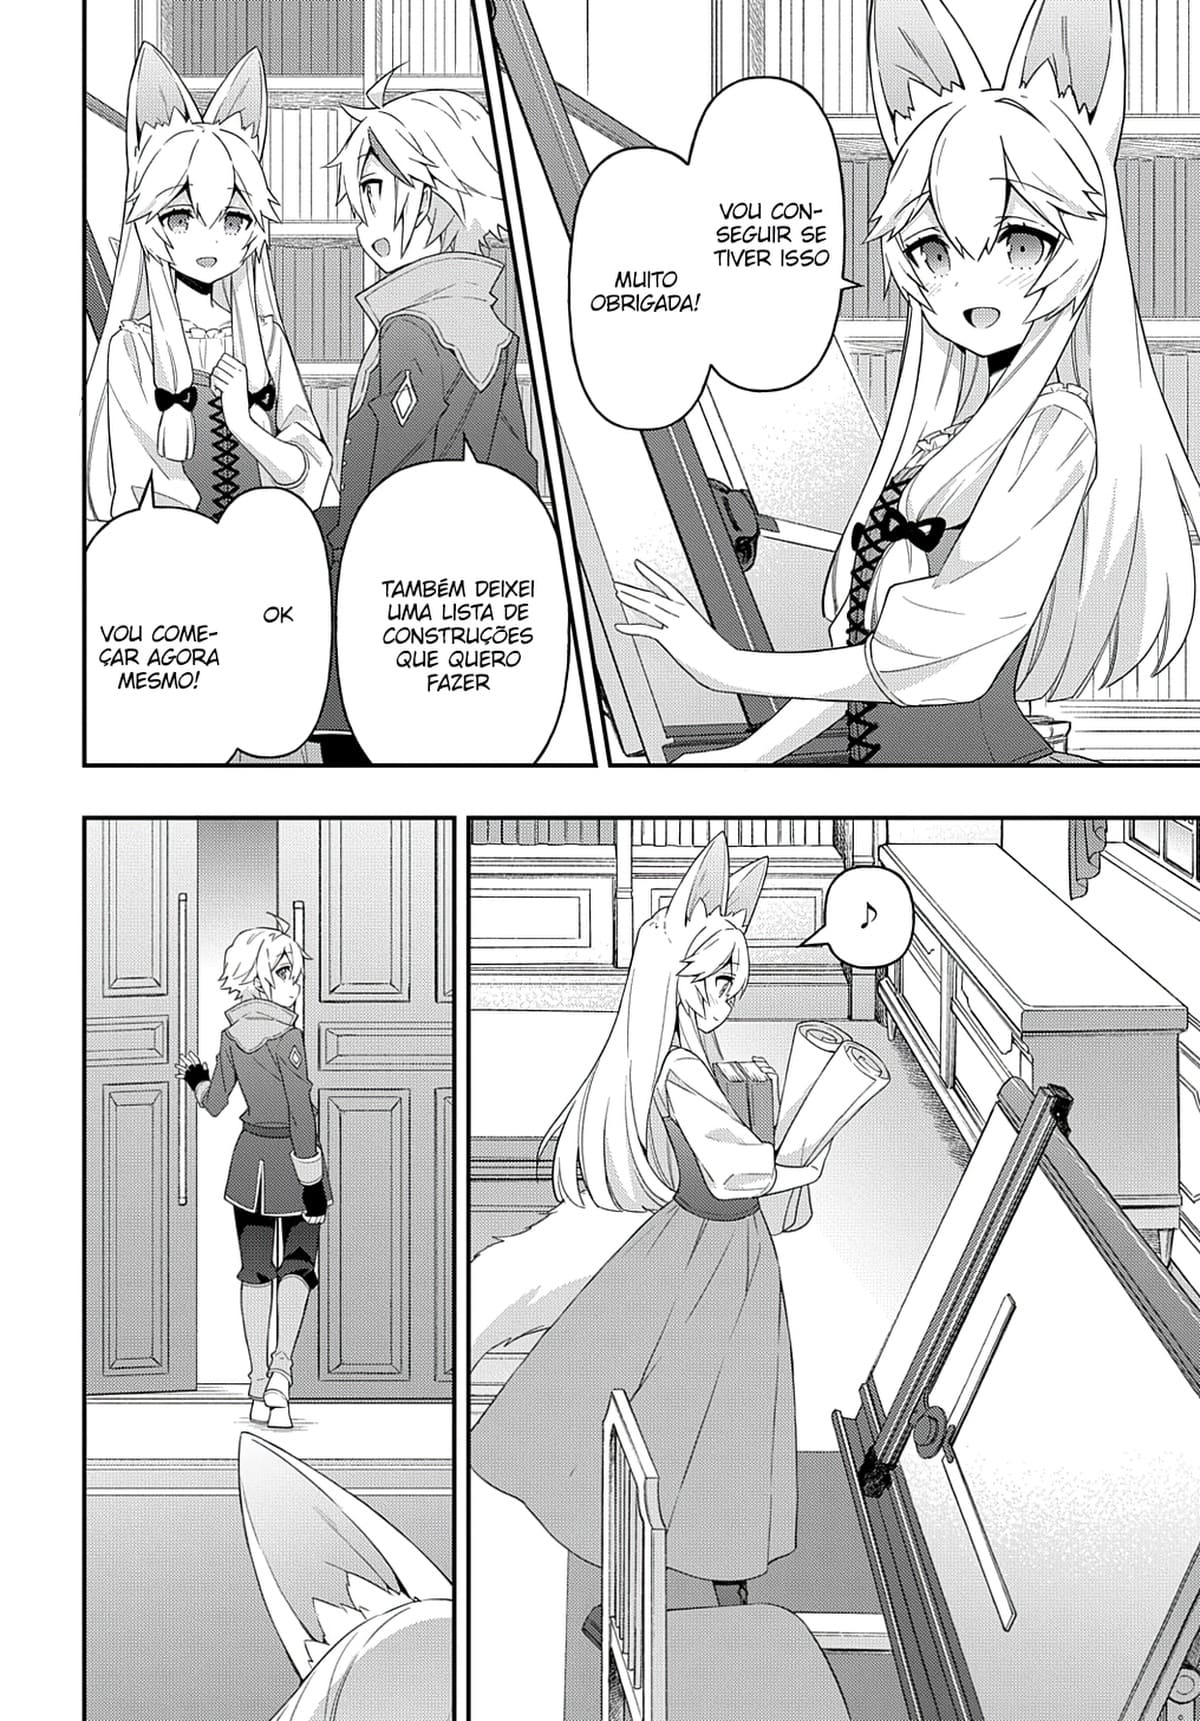 VOU CON-
SEGUIR SE
TIVER ISSO
MUITO
OBRIGADA!
TAMBÉM DEIXEI
UMA LISTA DE
CONSTRUÇÕES
QUE QUERO
FAZER
OK
VOU COME-
ÇAR AGORA
MESMO!
♪